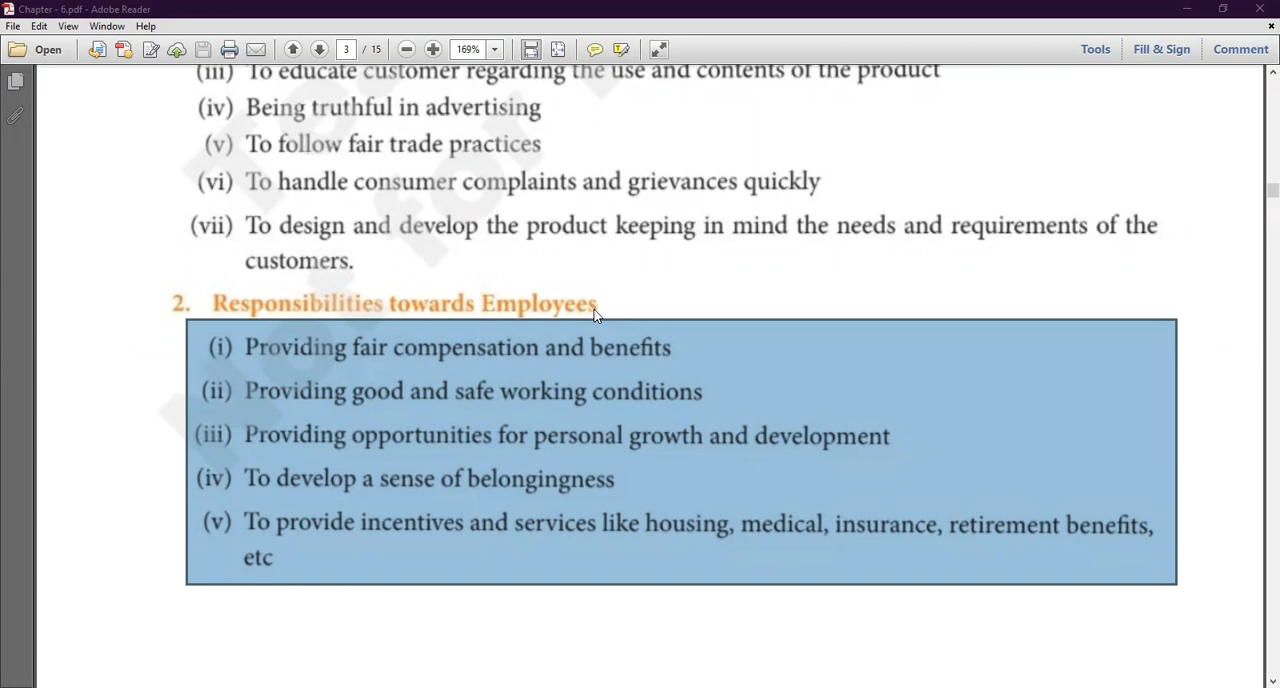 Chapter - 6.pdf - Adobe Reader
File Edit View Window Help
Open 3 / 15 169% Tools Fill & Sign Comment
(iii) To educate customer regarding the use and contents of the product
(iv) Being truthful in advertising
(v) To follow fair trade practices
(vi) To handle consumer complaints and grievances quickly
(vii) To design and develop the product keeping in mind the needs and requirements of the
customers.
2. Responsibilities towards Employees
(i) Providing fair compensation and benefits
(ii) Providing good and safe working conditions
(iii) Providing opportunities for personal growth and development
(iv) To develop a sense of belongingness
(v) To provide incentives and services like housing, medical, insurance, retirement benefits,
etc